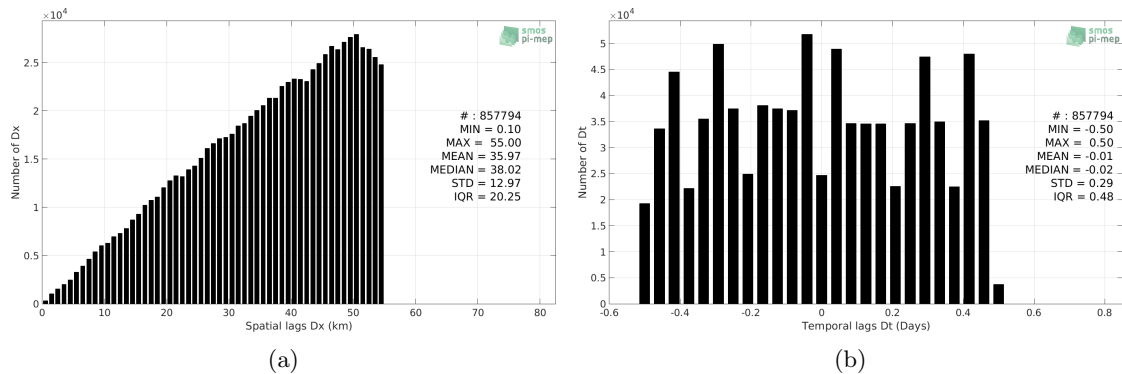 ×10⁴
smos
pi-mep
Number of Dx
2.5
2
1.5
1
0.5
0
# : 857794
MIN = 0.10
MAX = 55.00
MEAN = 35.97
MEDIAN = 38.02
STD = 12.97
IQR = 20.25
0 10 20 30 40 50 60 70 80
Spatial lags Dx (km)
(a)
×10⁴
smos
pi-mep
Number of Dt
5
4.5
4
3.5
3
2.5
2
1.5
1
0.5
0
# : 857794
MIN = -0.50
MAX = 0.50
MEAN = -0.01
MEDIAN = -0.02
STD = 0.29
IQR = 0.48
-0.6 -0.4 -0.2 0 0.2 0.4 0.6 0.8
Temporal lags Dt (Days)
(b)